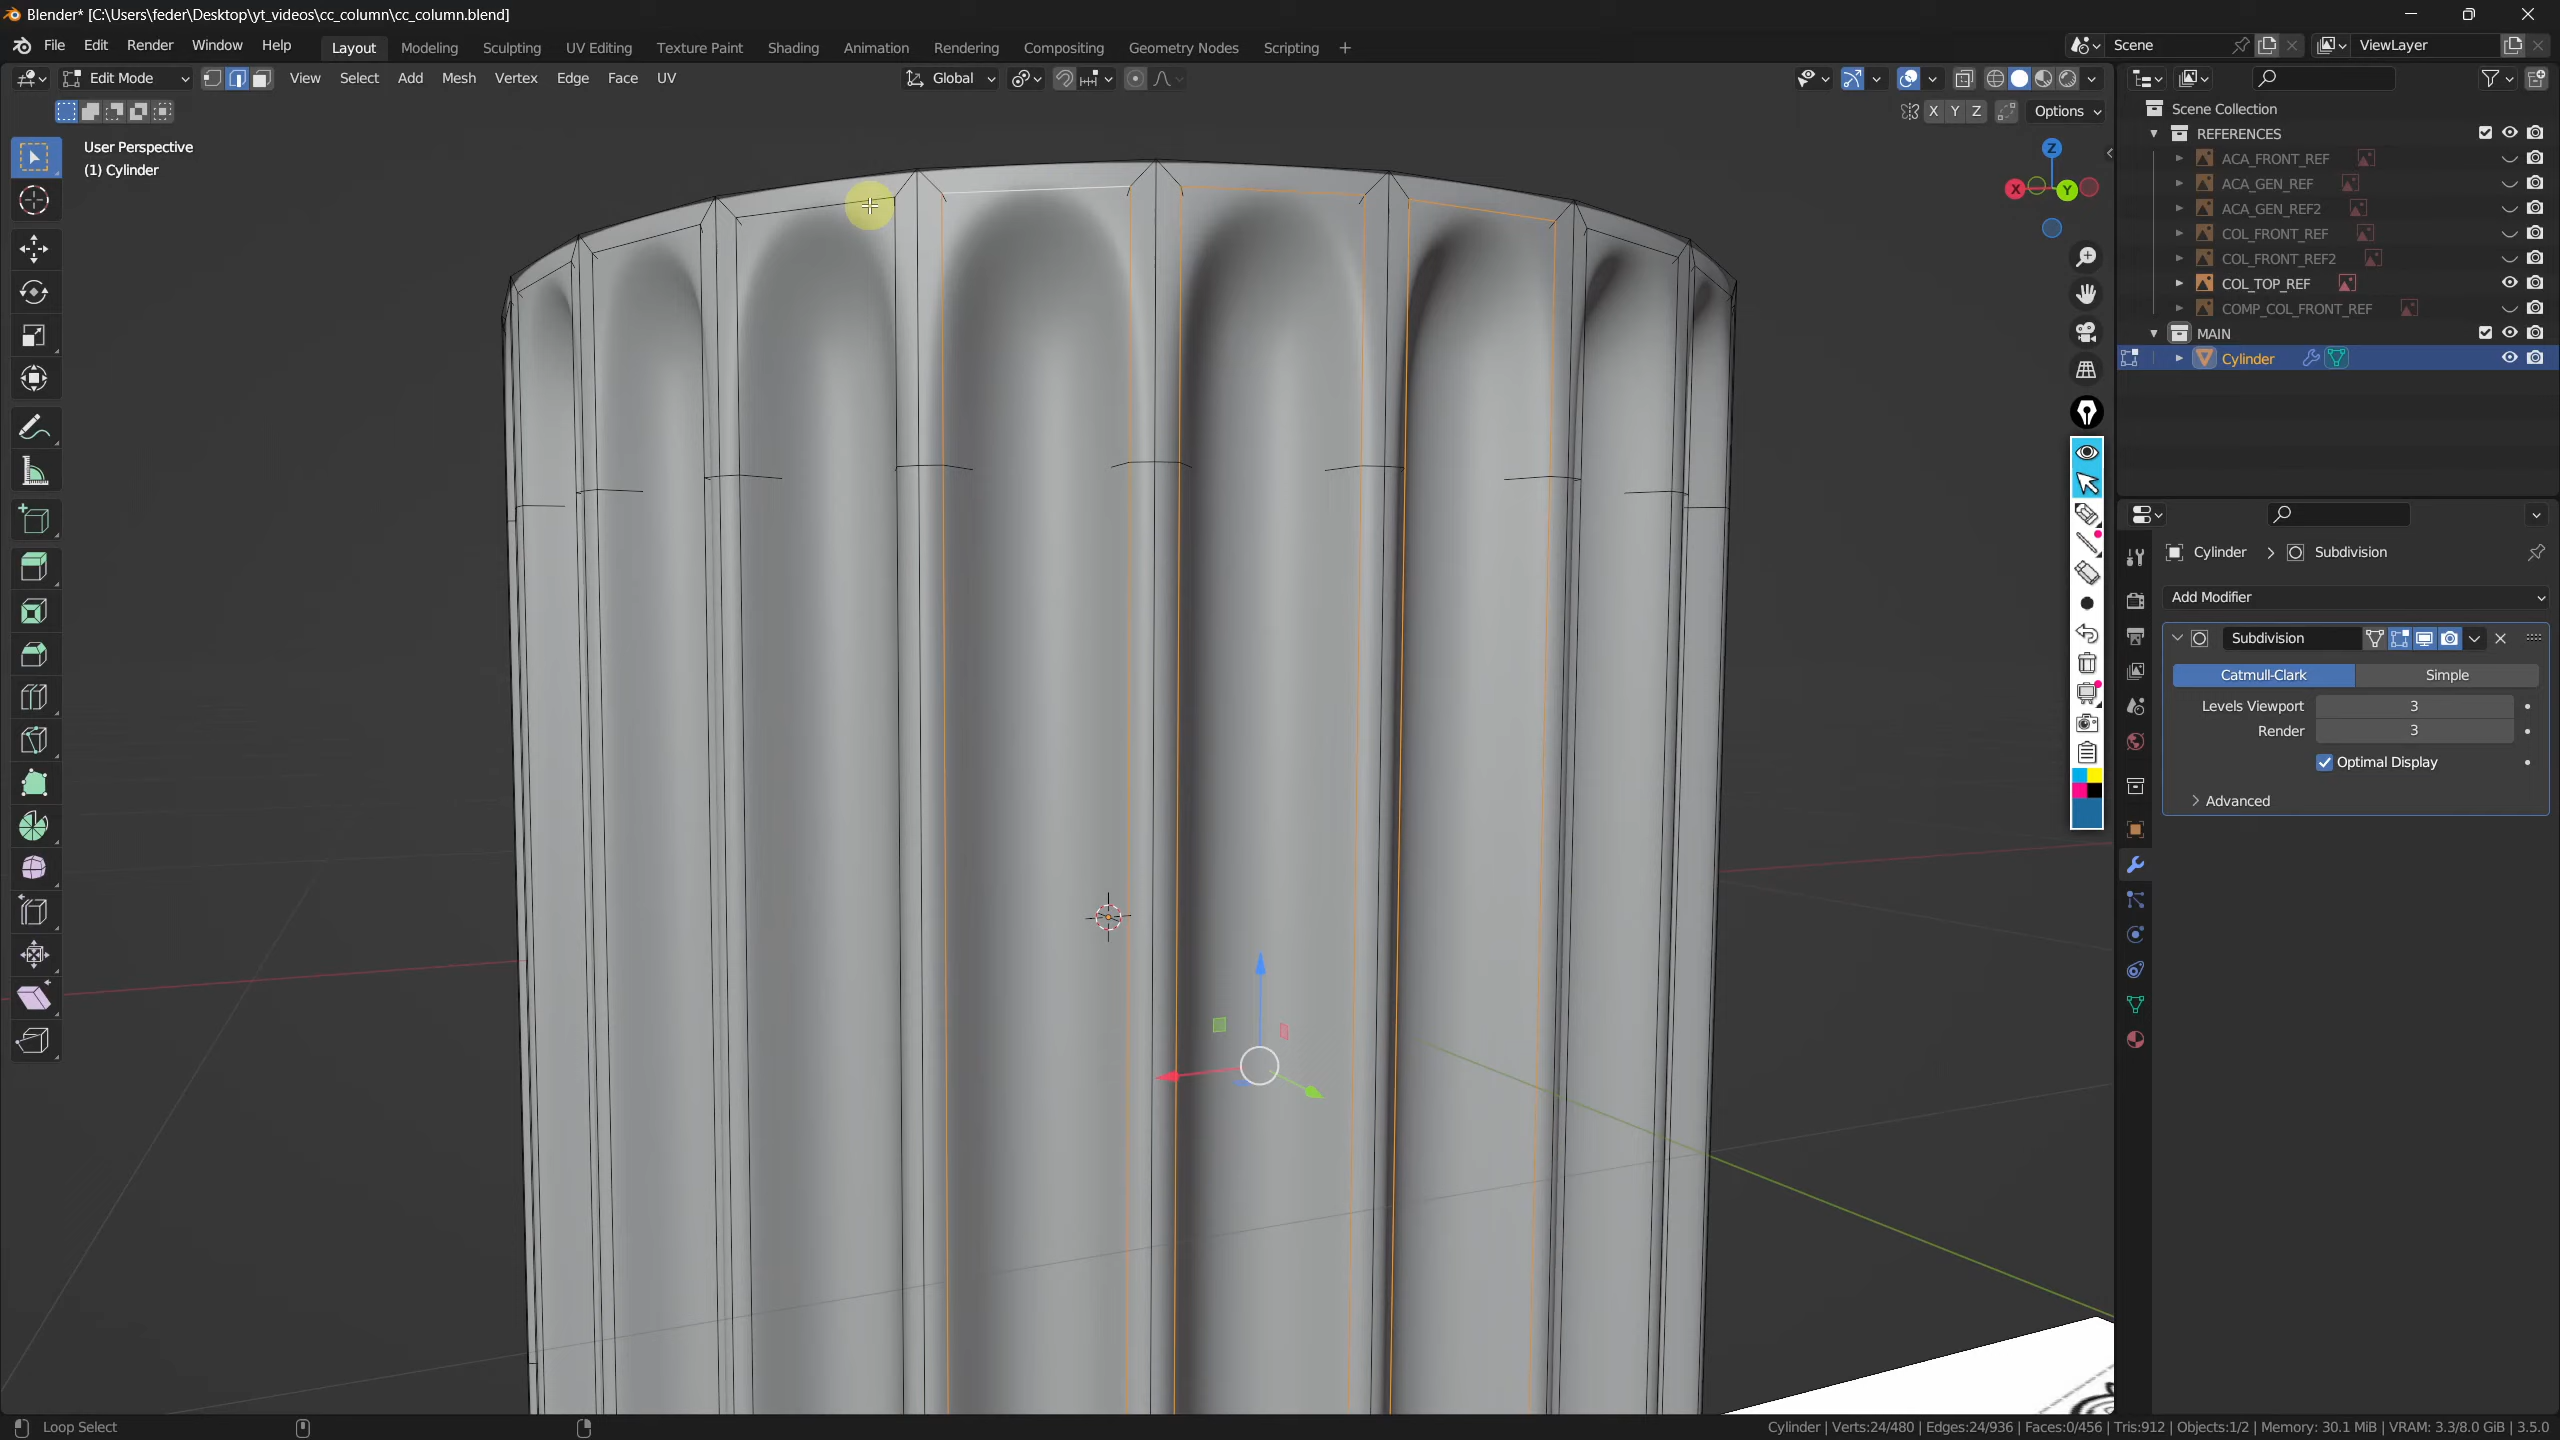 Blender* [C:\Users\feder\Desktop\yt_videos\cc_column\cc_column.blend]
File Edit Render Window Help Layout Modeling Sculpting UV Editing Texture Paint Shading Animation Rendering Compositing Geometry Nodes Scripting + Scene ViewLayer
Edit Mode View Select Add Mesh Vertex Edge Face UV Global
X Y Z Options
User Perspective
(1) Cylinder
Z
X
Y
Scene Collection
REFERENCES
ACA_FRONT_REF
ACA_GEN_REF
ACA_GEN_REF2
COL_FRONT_REF
COL_FRONT_REF2
COL_TOP_REF
COMP_COL_FRONT_REF
MAIN
Cylinder
Cylinder > Subdivision
Add Modifier
Subdivision
Catmull-Clark Simple
Levels Viewport 3
Render 3
Optimal Display
Advanced
Loop Select
Cylinder | Verts:24/480 | Edges:24/936 | Faces:0/456 | Tris:912 | Objects:1/2 | Memory: 30.1 MiB | VRAM: 3.3/8.0 GiB | 3.5.0